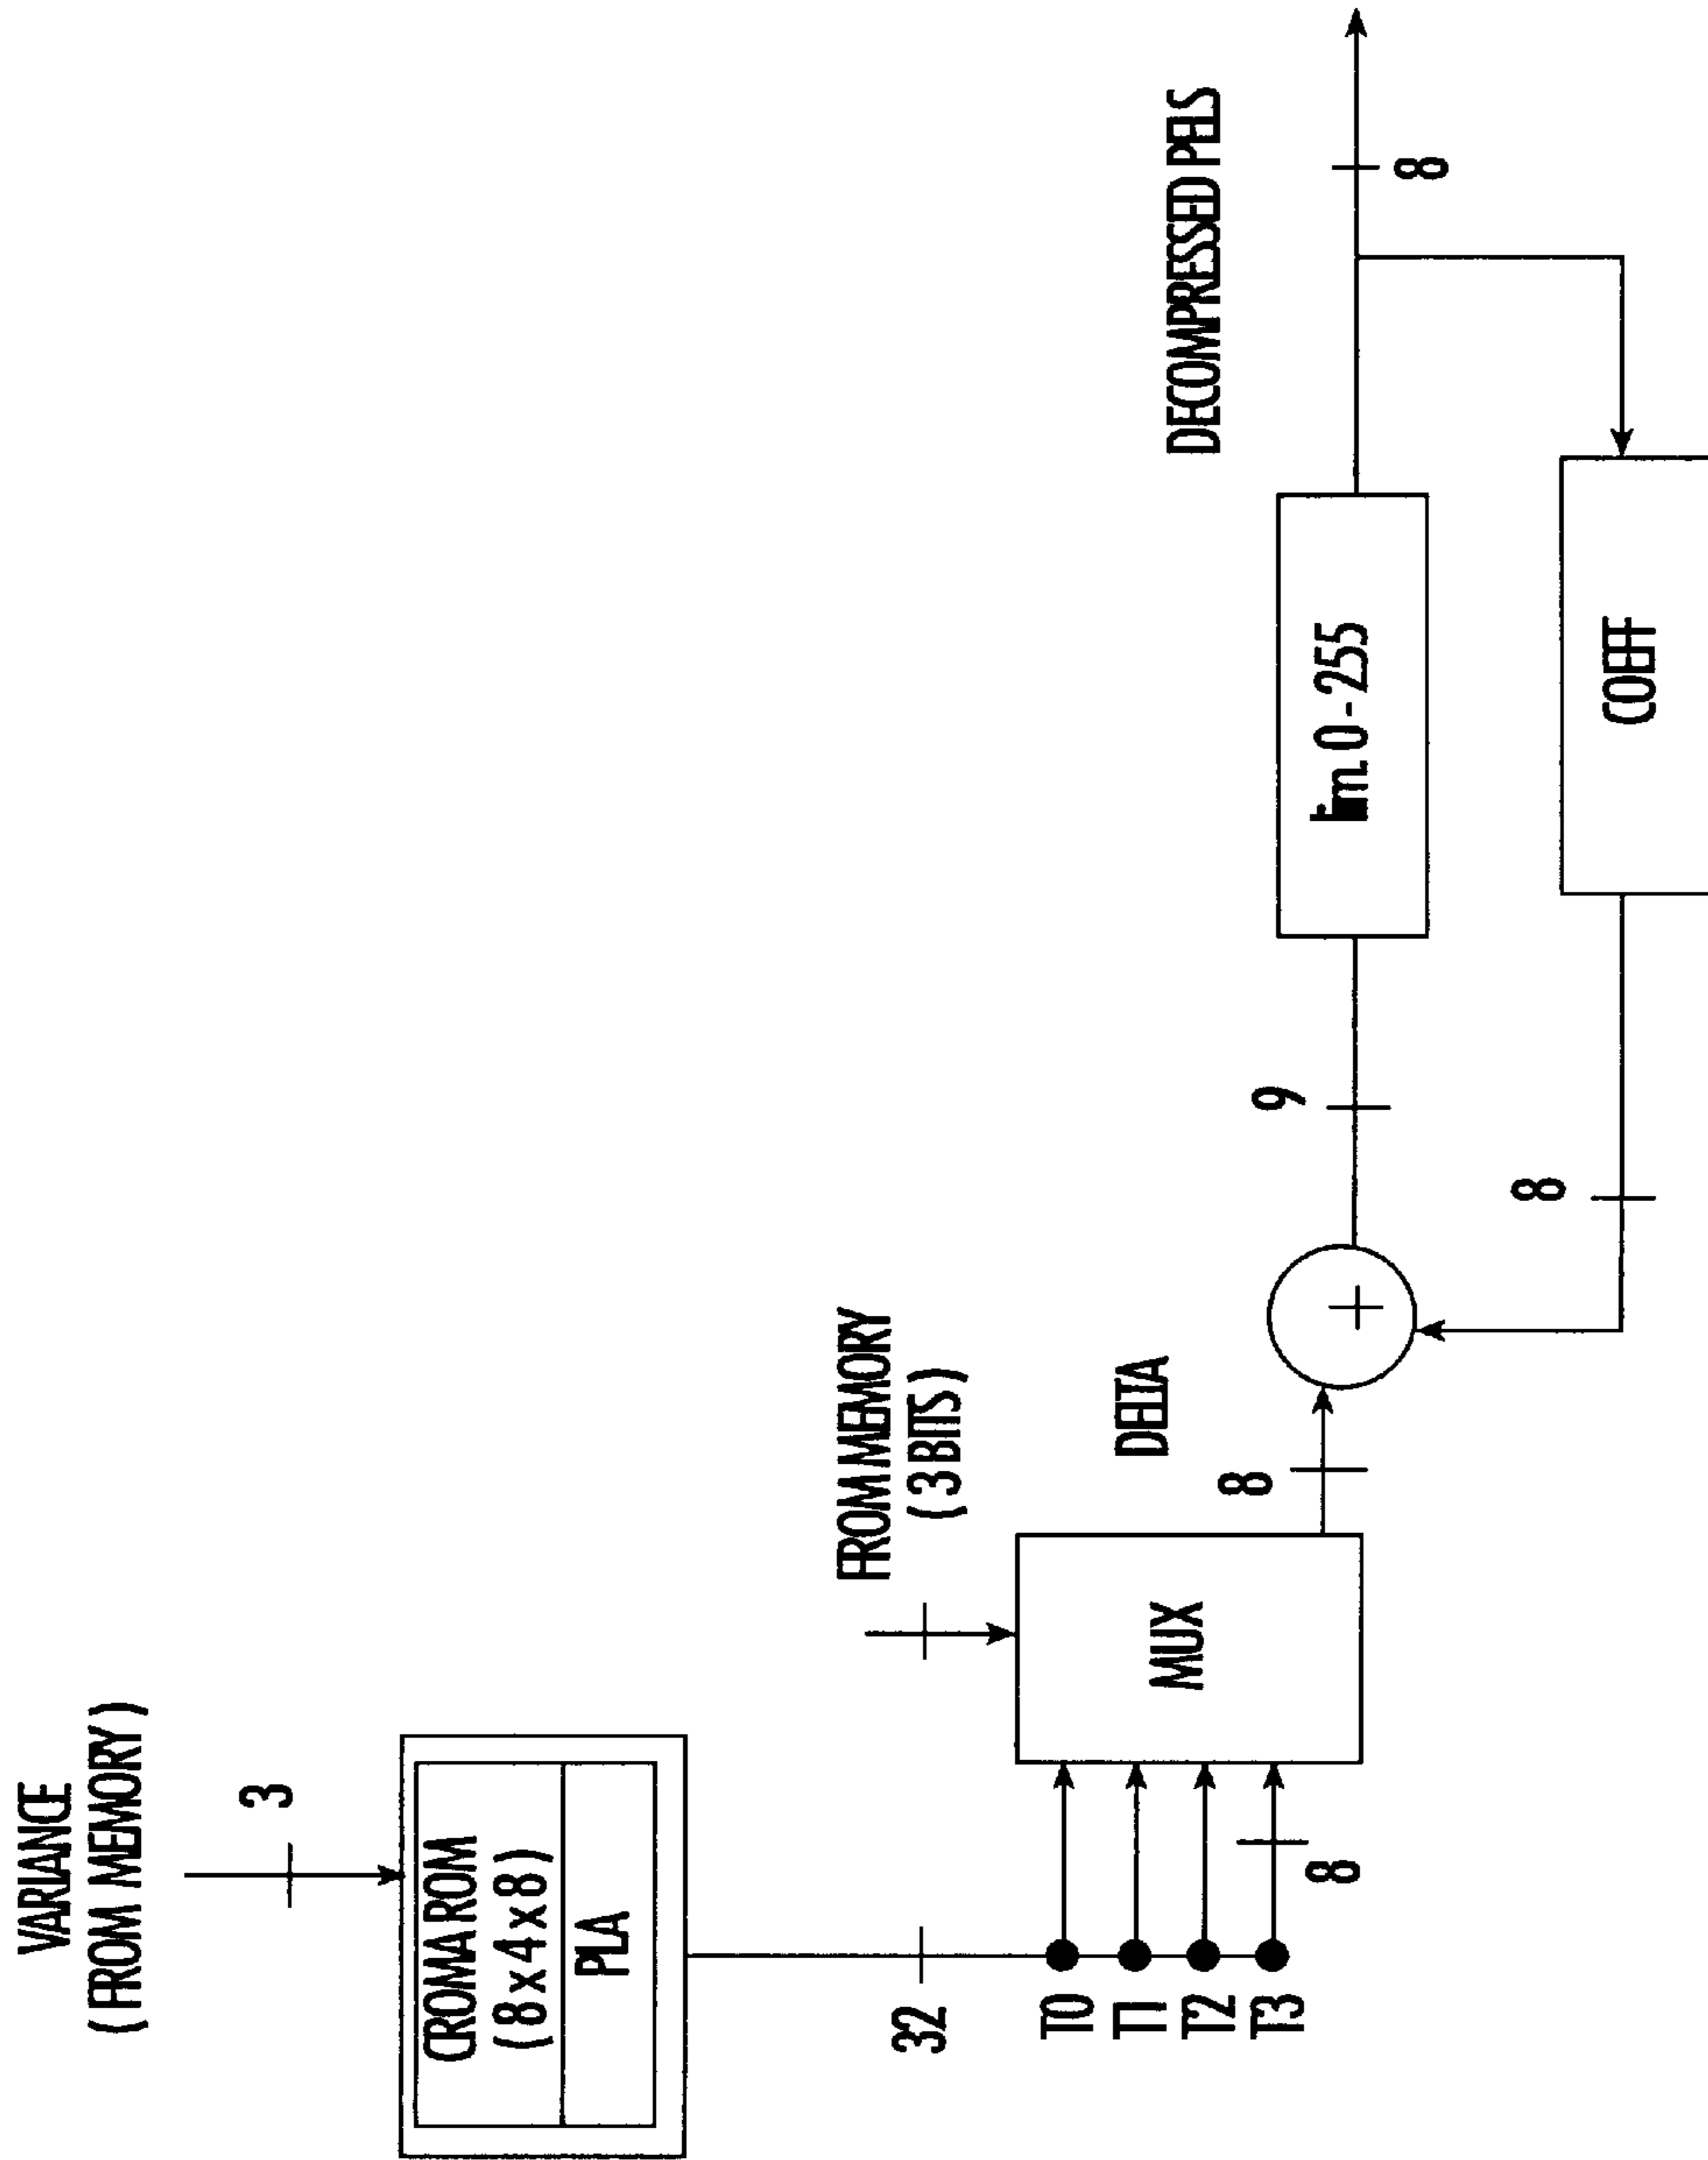 VARIANCE
(FROM MEMORY)
3
CROMA ROM
(8x4x8)
PLA
32
T0
T1
T2
T3
8
FROM MEMORY
(3 BITS)
MUX
8
DELTA
+
9
8
lim. 0-255
COEFF
DECOMPRESSED PELS
8